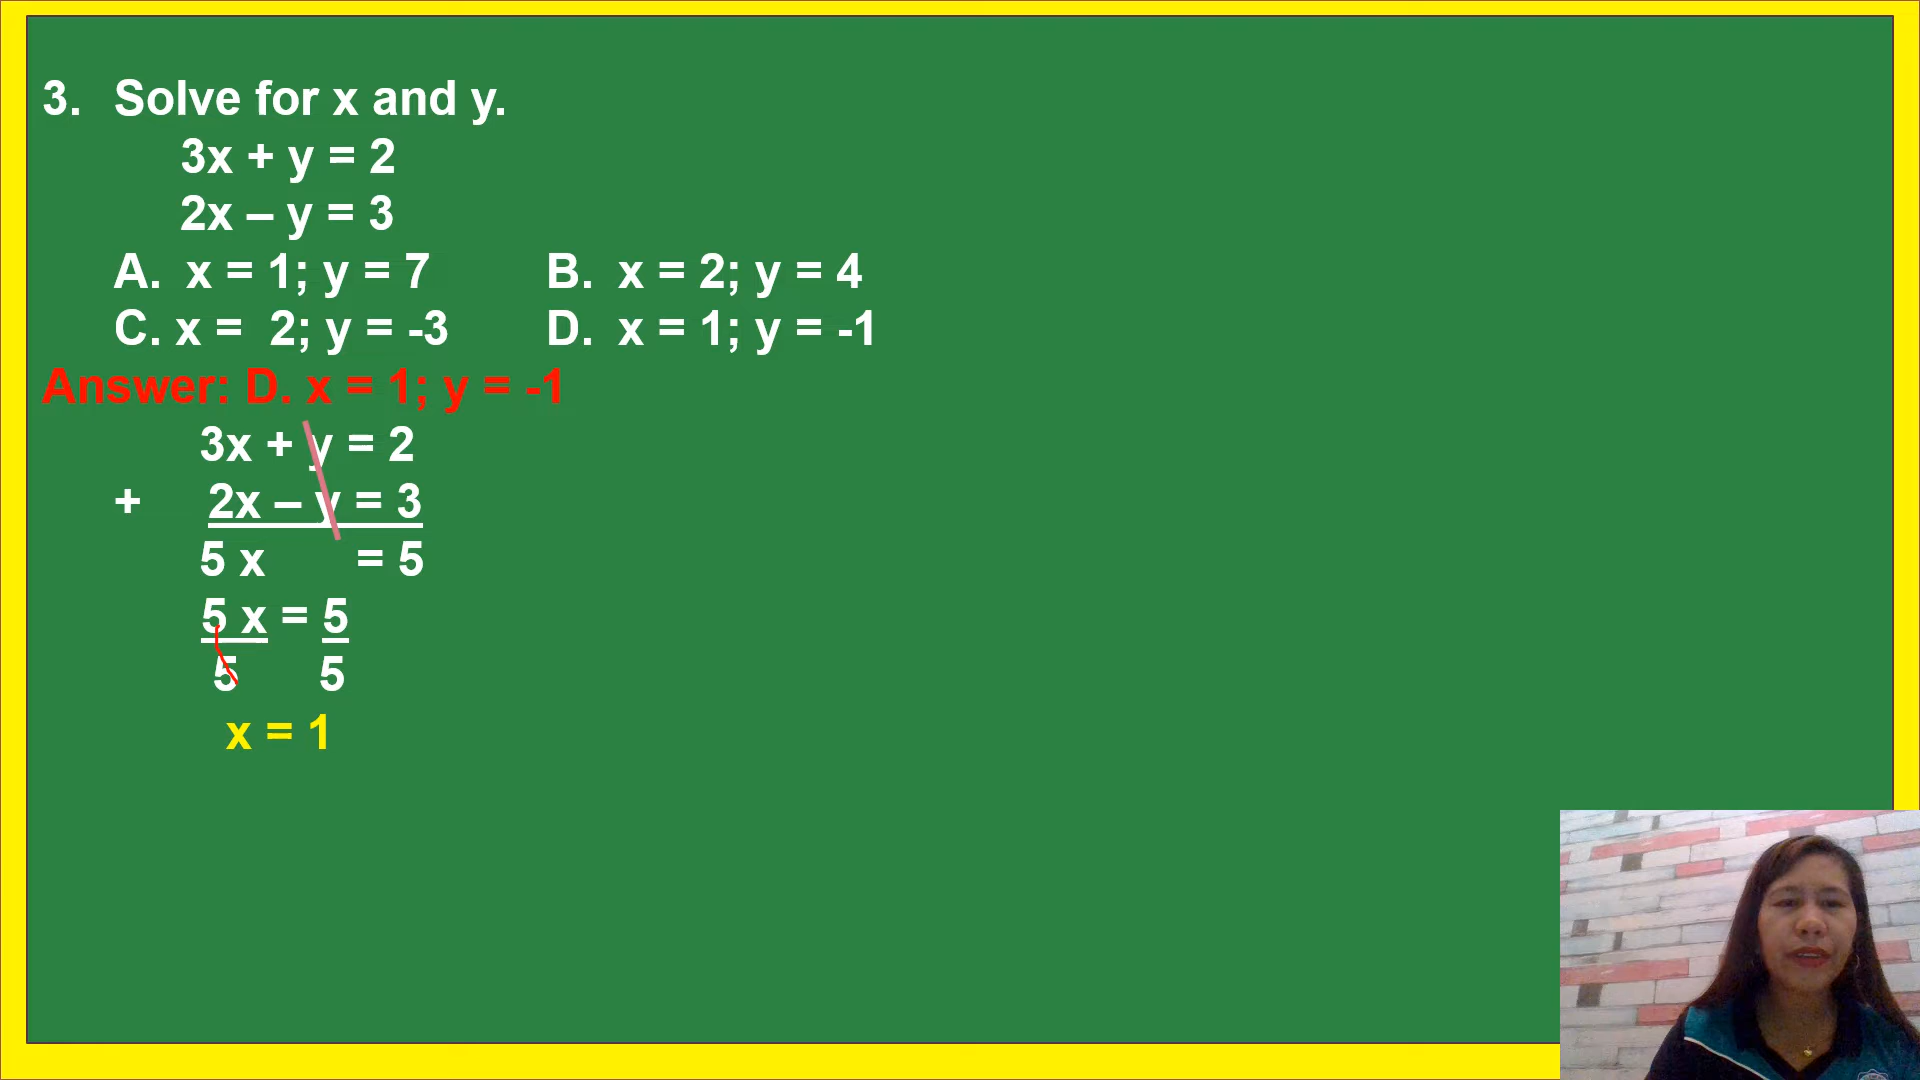 3. Solve for x and y.
3x + y = 2
2x – y = 3
A. x = 1; y = 7 B. x = 2; y = 4
C. x = 2; y = -3 D. x = 1; y = -1
Answer: D. x = 1; y = -1
3x + y = 2
+ 2x – y = 3
5 x = 5
5 x = 5
5 5
x = 1